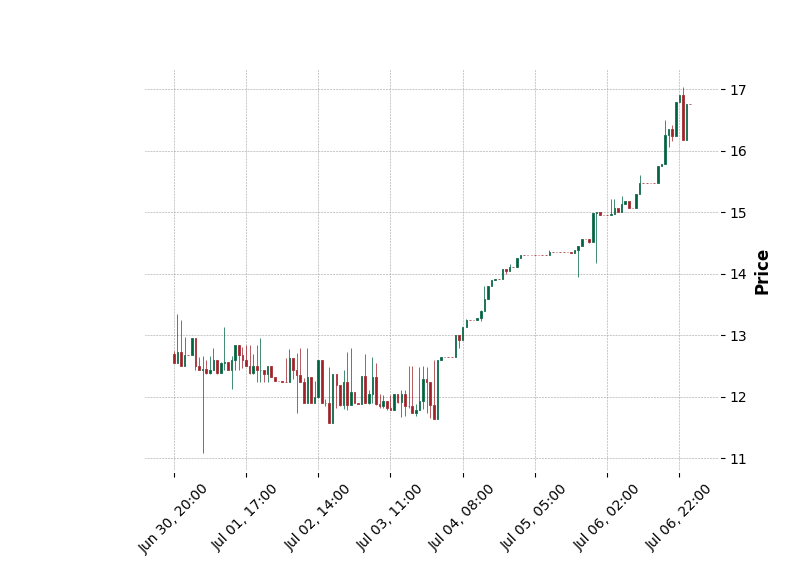 17
16
15
14
13
12
11
Price
Jun 30, 20:00
Jul 01, 17:00
Jul 02, 14:00
Jul 03, 11:00
Jul 04, 08:00
Jul 05, 05:00
Jul 06, 02:00
Jul 06, 22:00